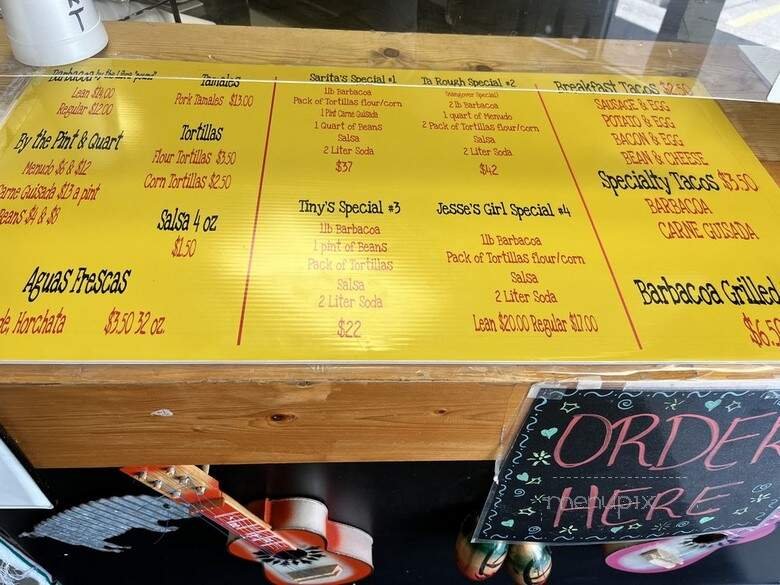 Barbacoa by the Libra "pound"
Lean $14.00
Regular $12.00
By the Pint & Quart
Menudo $6 & $12
Carne Guisada $13 a pint
Beans $4 & $8
Aguas Frescas
Horchata $3.50 32 oz.
Tamales
Pork Tamales $13.00
Tortillas
Flour Tortillas $3.50
Corn Tortillas $2.50
Salsa 4 oz
$1.50
Sarita's Special #1
1lb Barbacoa
Pack of Tortillas flour/corn
1 Pint Carne Guisada
1 Quart of Beans
Salsa
2 Liter Soda
$37
Tiny's Special #3
1lb Barbacoa
1 pint of Beans
Pack of Tortillas
Salsa
2 Liter Soda
$22
Ta Rough Special #2
(Hangover Special)
2 lb Barbacoa
1 quart of Menudo
2 Pack of Tortillas flour/corn
Salsa
2 Liter Soda
$42
Jesse's Girl Special #4
1lb Barbacoa
Pack of Tortillas flour/corn
Salsa
2 Liter Soda
Lean $20.00 Regular $17.00
Breakfast Tacos $2.50
SAUSAGE & EGG
POTATO & EGG
BACON & EGG
BEAN & CHEESE
Specialty Tacos $3.50
BARBACOA
CARNE GUISADA
Barbacoa Grilled
$6.5
ORDER
HERE
menupix